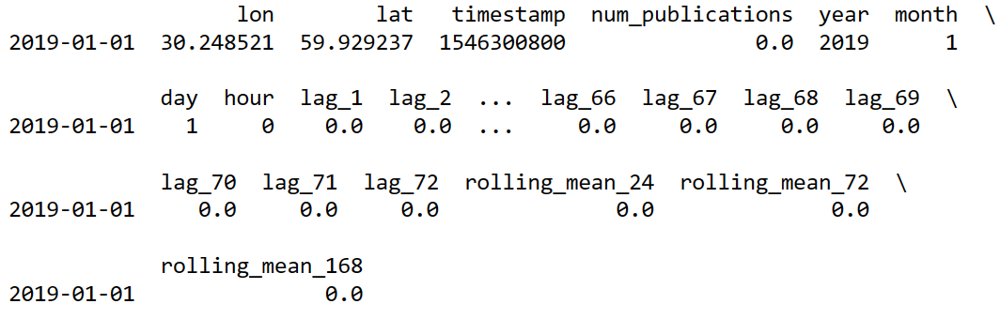 lon lat timestamp num_publications year month \
2019-01-01 30.248521 59.929237 1546300800 0.0 2019 1
day hour lag_1 lag_2 ... lag_66 lag_67 lag_68 lag_69 \
2019-01-01 1 0 0.0 0.0 ... 0.0 0.0 0.0 0.0
lag_70 lag_71 lag_72 rolling_mean_24 rolling_mean_72 \
2019-01-01 0.0 0.0 0.0 0.0 0.0
rolling_mean_168
2019-01-01 0.0